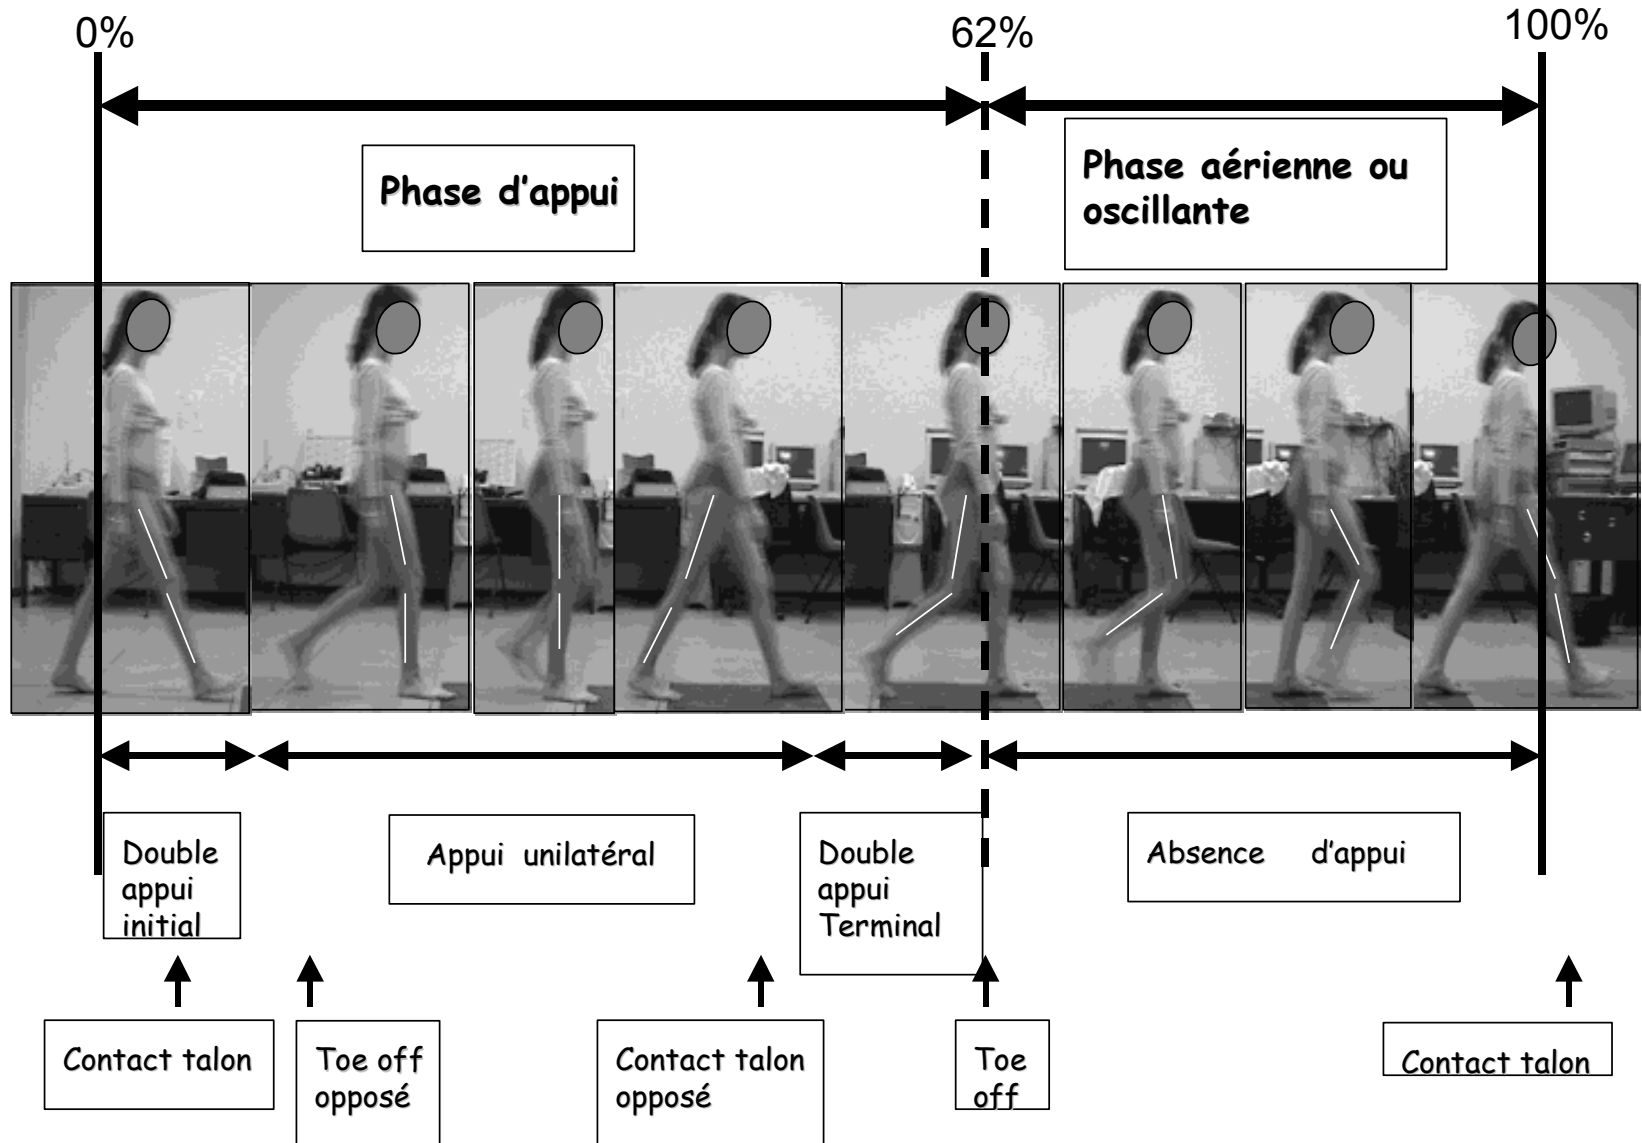 0%
62%
100%
Phase d'appui
Phase aérienne ou
oscillante
Double
appui
initial
Appui unilatéral
Double
appui
Terminal
Absence d'appui
Contact talon
Toe off
opposé
Contact talon
opposé
Toe
off
Contact talon